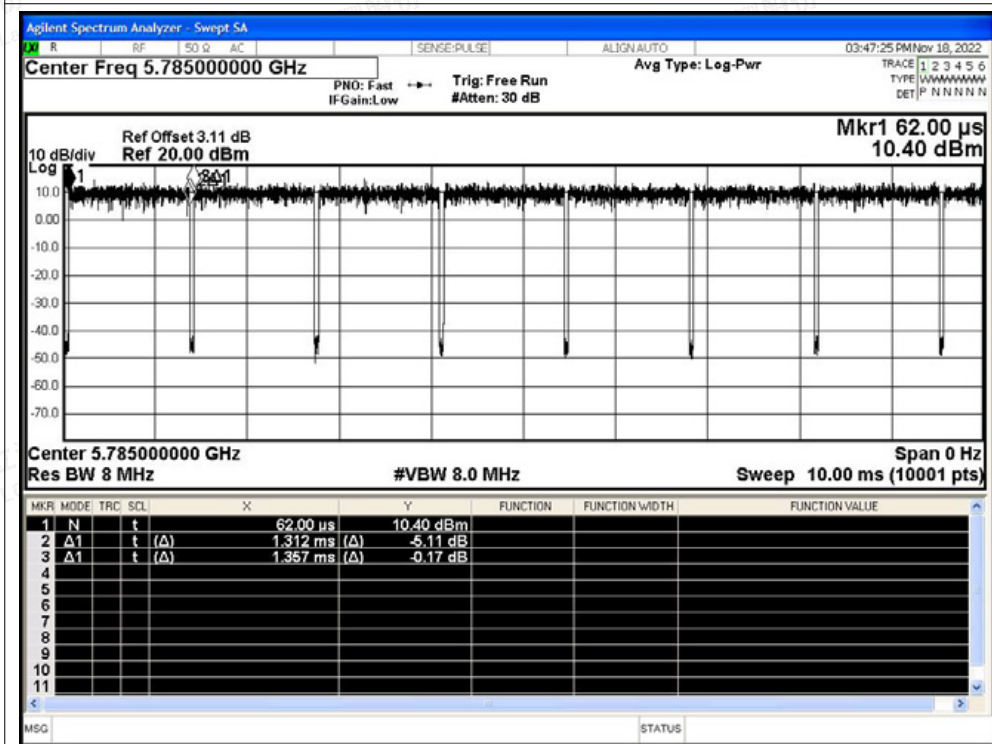 Agilent Spectrum Analyzer - Swept SA
R RF 50 Ω AC SENSE:PULSE ALIGN AUTO 03:47:25 PM Nov 18, 2022
Center Freq 5.785000000 GHz Avg Type: Log-Pwr TRACE 1 2 3 4 5 6
PNO: Fast Trig: Free Run TYPE WWWWWW
IFGain:Low #Atten: 30 dB DET P N N N N N
Mkr1 62.00 µs
Ref Offset 3.11 dB
10 dB/div Ref 20.00 dBm 10.40 dBm
Log
1
10.0
0.00
-10.0
-20.0
-30.0
-40.0
-50.0
-60.0
-70.0
Center 5.785000000 GHz Span 0 Hz
Res BW 8 MHz #VBW 8.0 MHz Sweep 10.00 ms (10001 pts)
MKR MODE TRC SCL X Y FUNCTION FUNCTION WIDTH FUNCTION VALUE
1 N t 62.00 µs 10.40 dBm
2 Δ1 t (Δ) 1.312 ms (Δ) -5.11 dB
3 Δ1 t (Δ) 1.357 ms (Δ) -0.17 dB
4
5
6
7
8
9
10
11
MSG STATUS